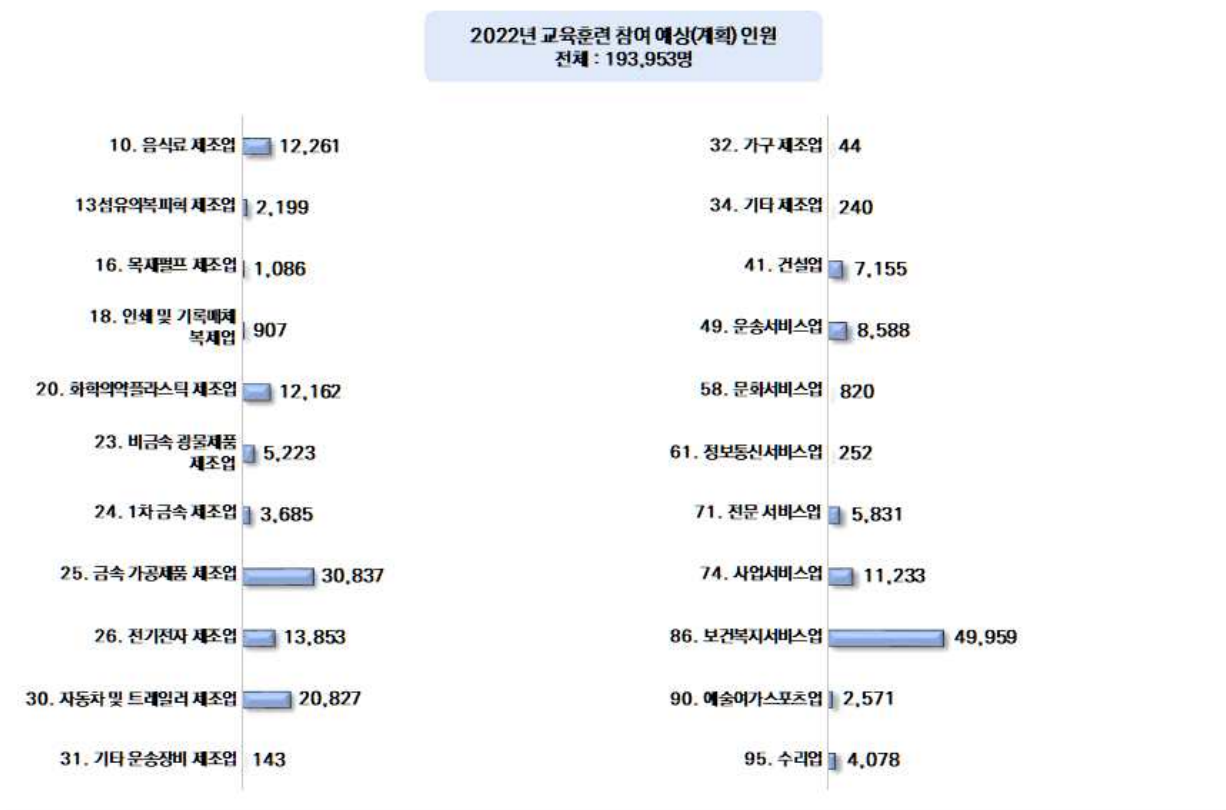 2022년 교육훈련 참여 예상(계획) 인원
전체 : 193,953명
10. 음식료 제조업 12,261
13섬유의복피혁 제조업 2,199
16. 목재펄프 제조업 1,086
18. 인쇄 및 기록매체
복제업 907
20. 화학의약플라스틱 제조업 12,162
23. 비금속 광물제품
제조업 5,223
24. 1차 금속 제조업 3,685
25. 금속 가공제품 제조업 30,837
26. 전기전자 제조업 13,853
30. 자동차 및 트레일러 제조업 20,827
31. 기타 운송장비 제조업 143
32. 가구 제조업 44
34. 기타 제조업 240
41. 건설업 7,155
49. 운송서비스업 8,588
58. 문화서비스업 820
61. 정보통신서비스업 252
71. 전문 서비스업 5,831
74. 사업서비스업 11,233
86. 보건복지서비스업 49,959
90. 예술여가스포츠업 2,571
95. 수리업 4,078